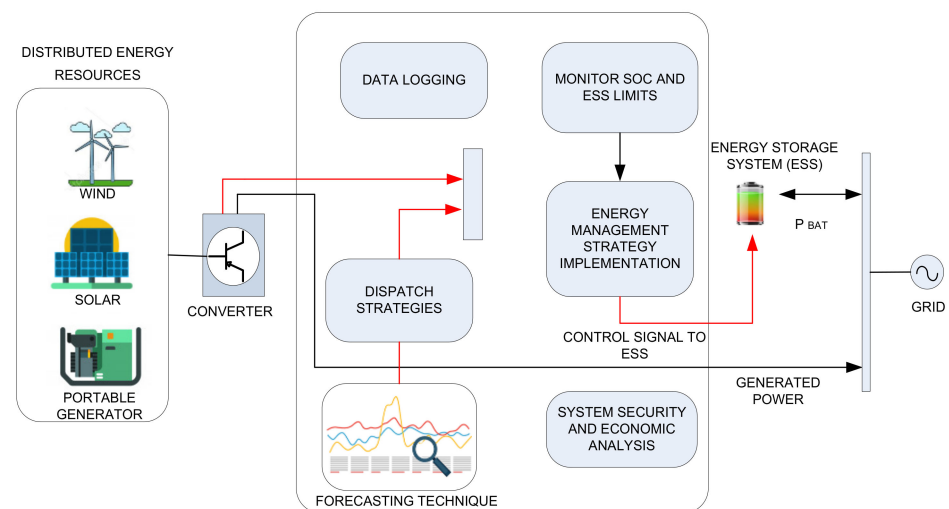 DISTRIBUTED ENERGY
RESOURCES
WIND
SOLAR
PORTABLE
GENERATOR
CONVERTER
DATA LOGGING
MONITOR SOC AND
ESS LIMITS
ENERGY
MANAGEMENT
STRATEGY
IMPLEMENTATION
DISPATCH
STRATEGIES
CONTROL SIGNAL TO
ESS
FORECASTING TECHNIQUE
SYSTEM SECURITY
AND ECONOMIC
ANALYSIS
ENERGY STORAGE
SYSTEM (ESS)
P BAT
GENERATED
POWER
GRID